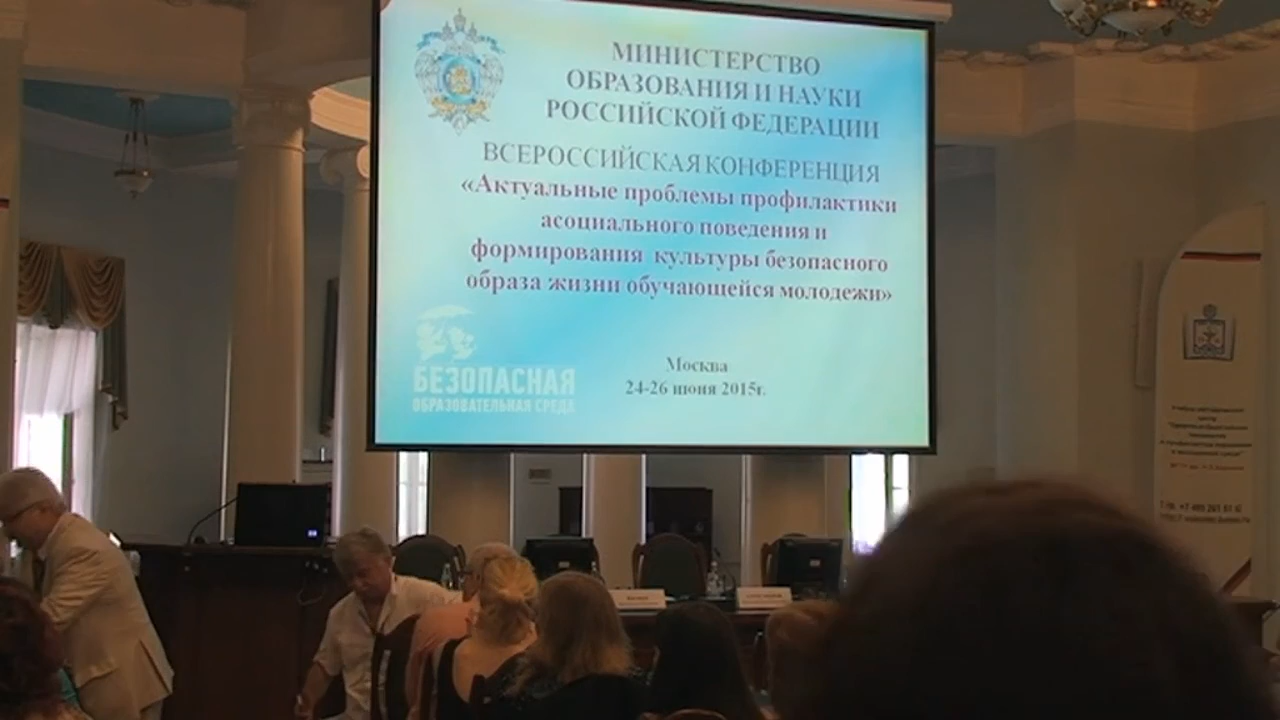 МИНИСТЕРСТВО
ОБРАЗОВАНИЯ И НАУКИ
РОССИЙСКОЙ ФЕДЕРАЦИИ
ВСЕРОССИЙСКАЯ КОНФЕРЕНЦИЯ
«Актуальные проблемы профилактики
асоциального поведения и
формирования культуры безопасного
образа жизни обучающейся молодежи»
БЕЗОПАСНАЯ
ОБРАЗОВАТЕЛЬНАЯ СРЕДА
Москва
24-26 июня 2015г.
центр